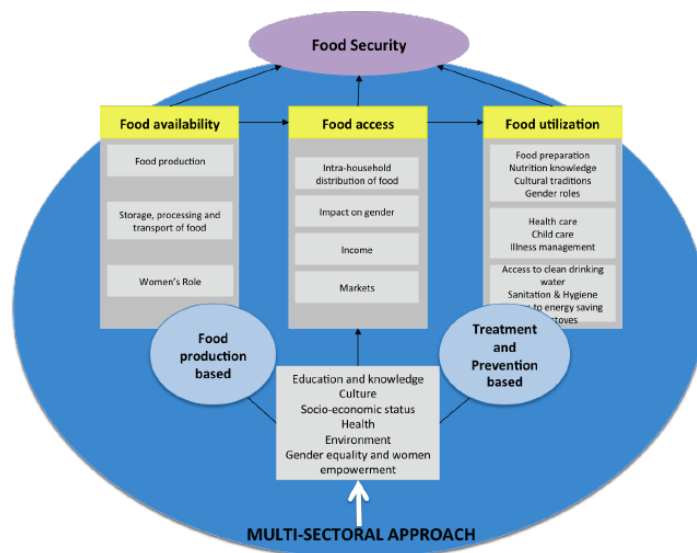 Food Security
Food availability
Food access
Food utilization
Food production
Storage, processing and
transport of food
Women's Role
Intra-household
distribution of food
Impact on gender
Income
Markets
Food preparation
Nutrition knowledge
Cultural traditions
Gender roles
Health care
Child care
Illness management
Access to clean drinking
water
Sanitation & Hygiene
to energy saving
Food
production
based
Treatment
and
Prevention
based
Education and knowledge
Culture
Socio-economic status
Health
Environment
Gender equality and women
empowerment
MULTI-SECTORAL APPROACH